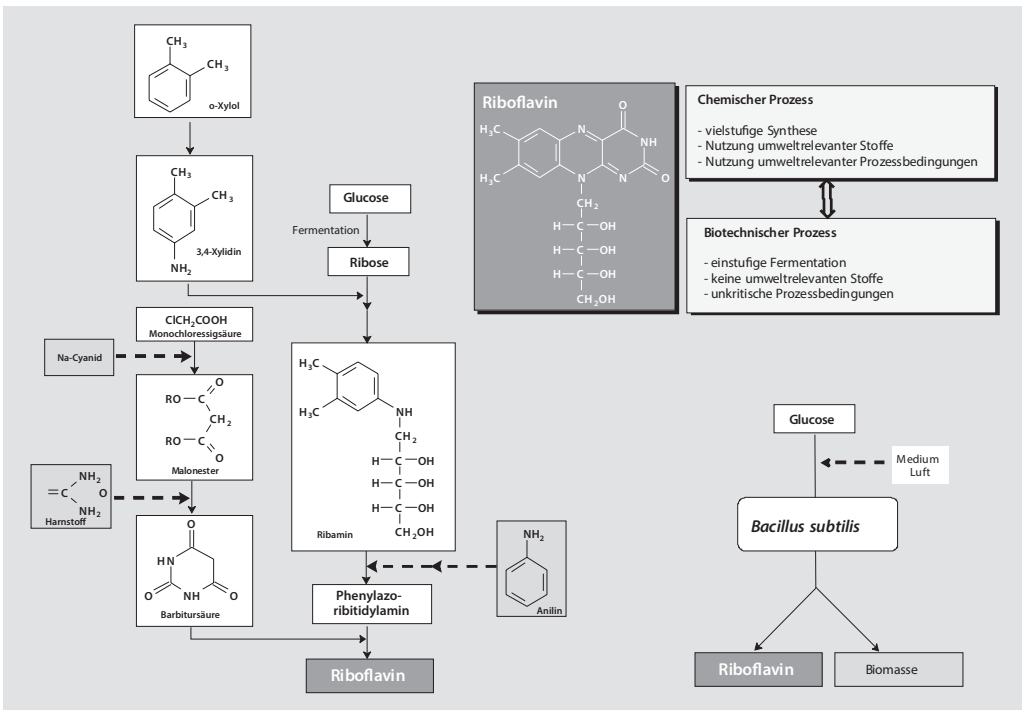 CH3
CH3
o-Xylol
CH3
CH3
3,4-Xylidin
NH2
Glucose
Fermentation
Ribose
ClCH2COOH
Monochloressigsäure
Na-Cyanid
O
RO C
CH2
RO C
O
Malonester
NH2
=C O
NH2
Harnstoff
O
HN
O NH O
Barbitursäure
H3C
H3C
NH
CH2
H C OH
H C OH
H C OH
CH2OH
Ribamin
NH2
Anilin
Phenylazo-
ribitidylamin
Riboflavin
Riboflavin
O
H3C N NH
H3C N N O
CH2
H C OH
H C OH
H C OH
CH2OH
Chemischer Prozess
- vielstufige Synthese
- Nutzung umweltrelevanter Stoffe
- Nutzung umweltrelevanter Prozessbedingungen
Biotechnischer Prozess
- einstufige Fermentation
- keine umweltrelevanten Stoffe
- unkritische Prozessbedingungen
Glucose
Medium
Luft
Bacillus subtilis
Riboflavin
Biomasse